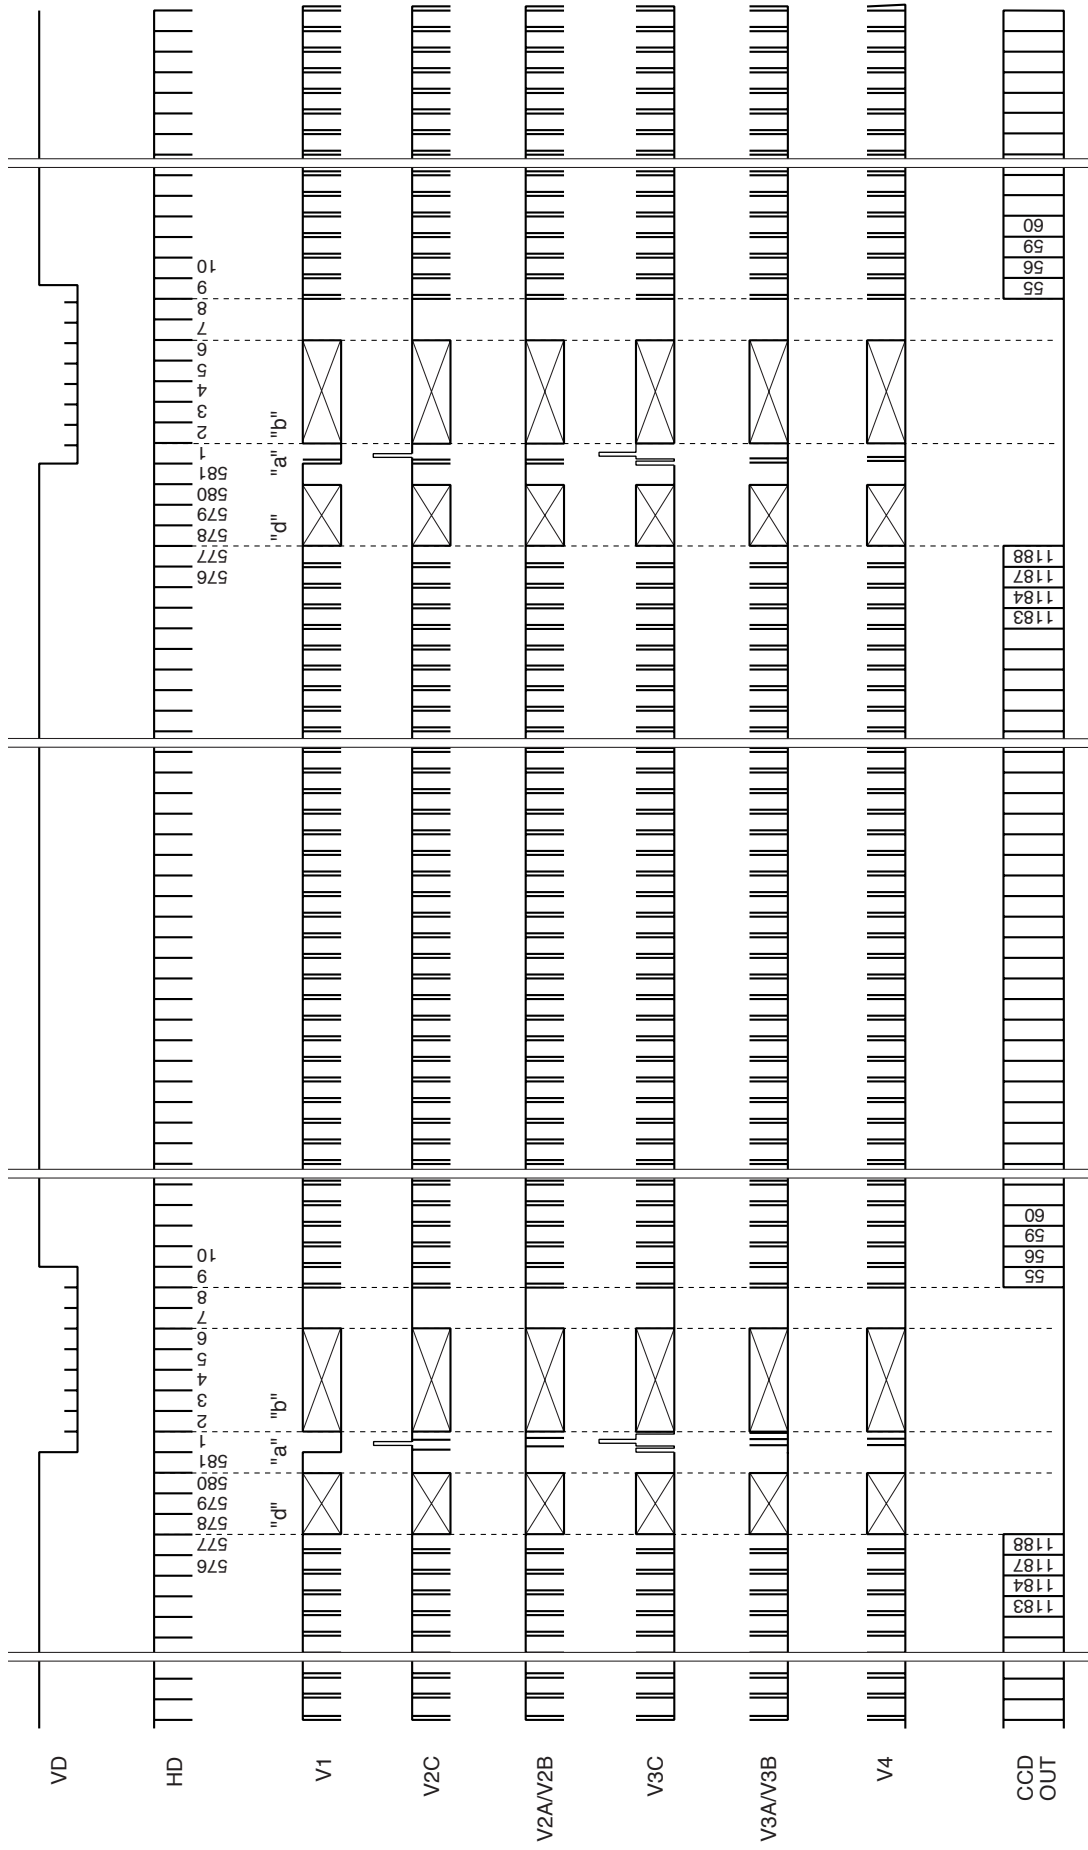 VD
HD
576 577 578 579 580 581 1 2 3 4 5 6 7 8 9 10 576 577 578 579 580 581 1 2 3 4 5 6 7 8 9 10
"d" "a" "b" "d" "a" "b"
V1
V2C
V2A/V2B
V3C
V3A/V3B
V4
CCD
OUT
1183 1184 1187 1188 55 56 59 60 1183 1184 1187 1188 55 56 59 60